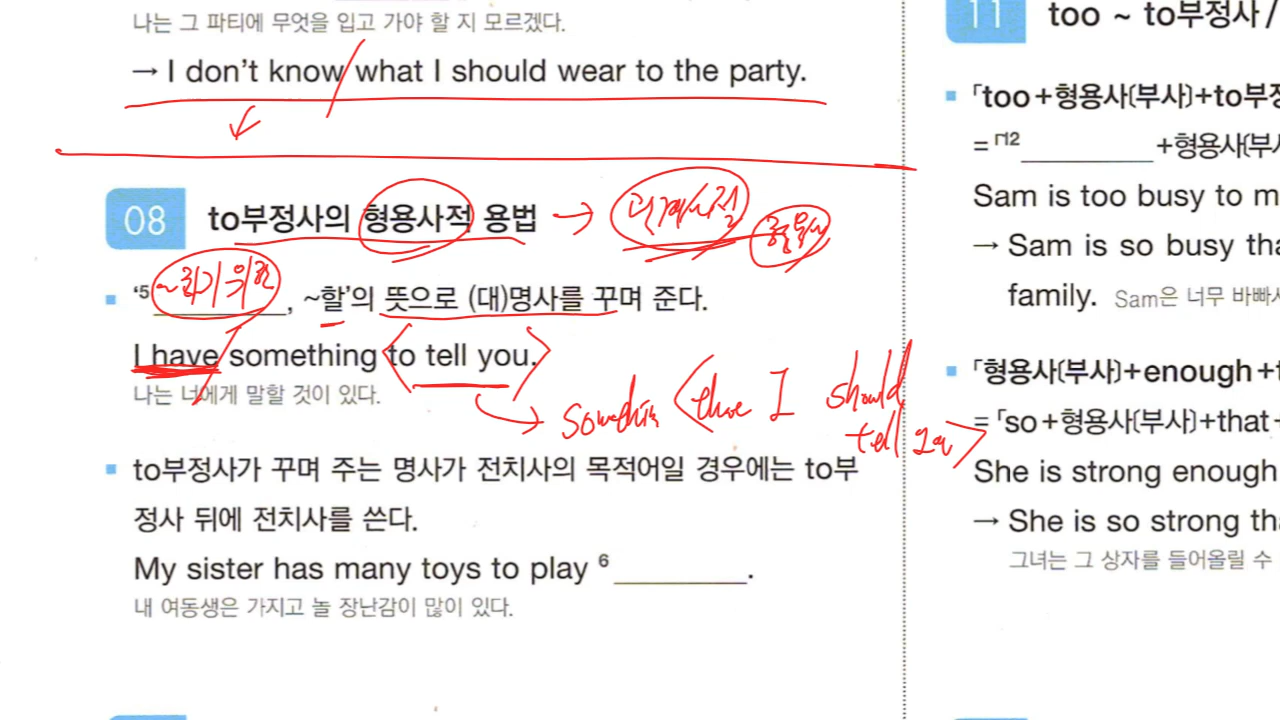 나는 그 파티에 무엇을 입고 가야 할 지 모르겠다.
→ I don't know what I should wear to the party.
08 to부정사의 형용사적 용법 → 관계사절
형용사
' 5 ~하기 위한, ~할'의 뜻으로 (대)명사를 꾸며 준다.
I have something to tell you.
나는 너에게 말할 것이 있다.
→ somethin I should
tell you
to부정사가 꾸며 주는 명사가 전치사의 목적어일 경우에는 to부
정사 뒤에 전치사를 쓴다.
My sister has many toys to play 6 ________.
내 여동생은 가지고 놀 장난감이 많이 있다.
11 too ~ to부정사 /
「too+형용사(부사)+to부정
= 12 ________ +형용사(부사
Sam is too busy to m
→ Sam is so busy tha
family. Sam은 너무 바빠서
「형용사(부사)+enough+t
=「so+형용사(부사)+that+
She is strong enough
→ She is so strong tha
그녀는 그 상자를 들어올릴 수